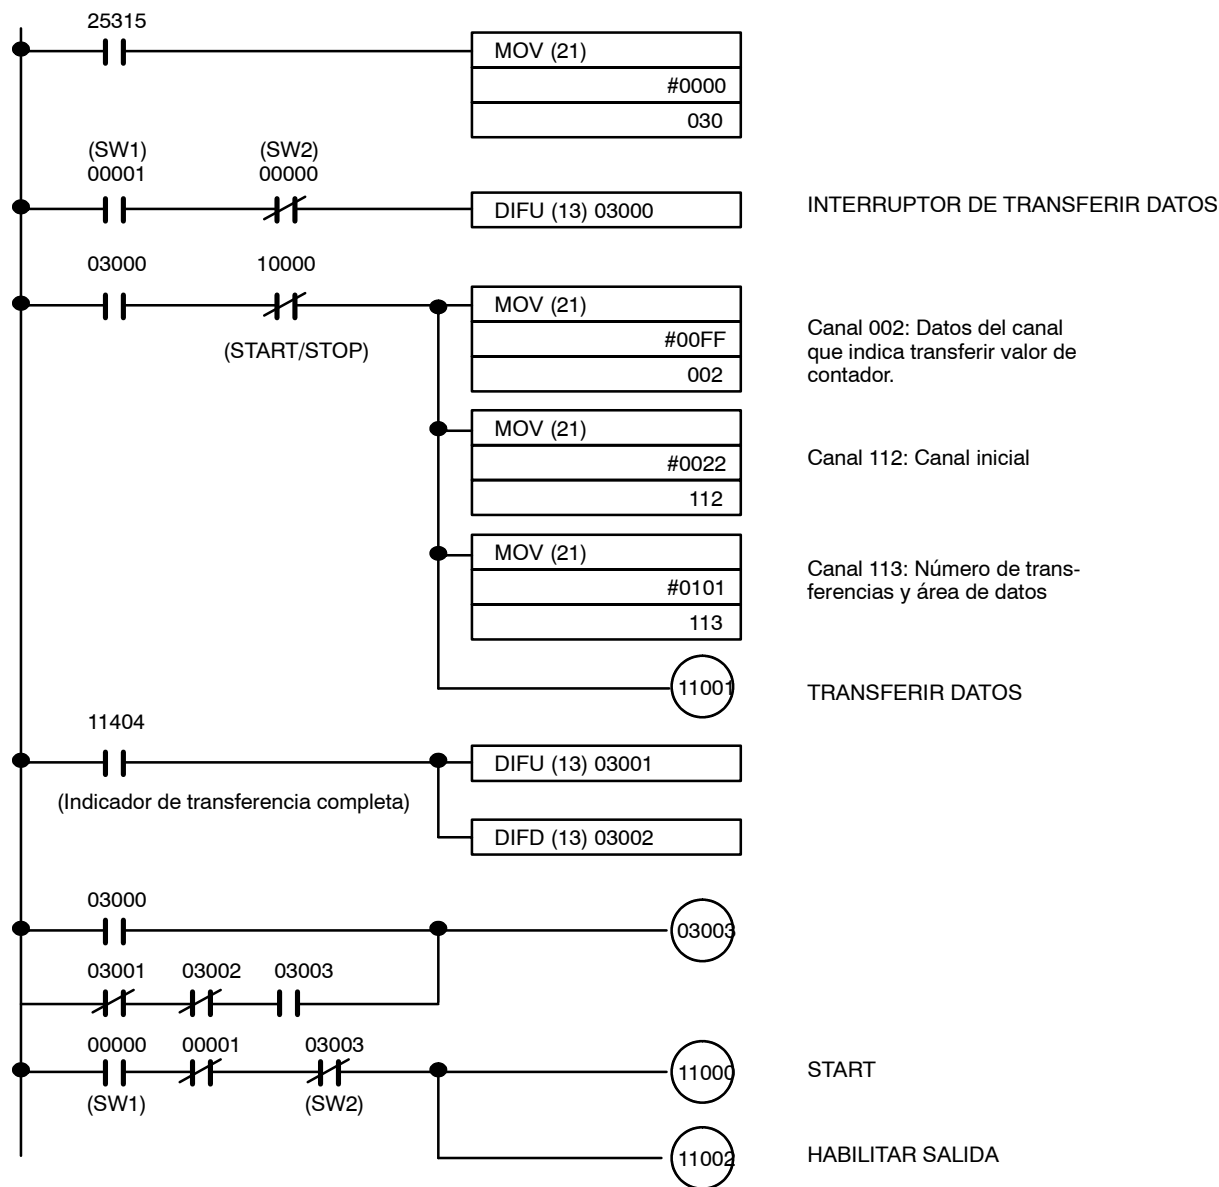 25315
MOV (21)
#0000
030
(SW1) (SW2)
00001 00000
DIFU (13) 03000
INTERRUPTOR DE TRANSFERIR DATOS
03000 10000
(START/STOP)
MOV (21)
#00FF
002
Canal 002: Datos del canal
que indica transferir valor de
contador.
MOV (21)
#0022
112
Canal 112: Canal inicial
MOV (21)
#0101
113
Canal 113: Número de trans-
ferencias y área de datos
11001
TRANSFERIR DATOS
11404
(Indicador de transferencia completa)
DIFU (13) 03001
DIFD (13) 03002
03000
03003
03001 03002 03003
00000 00001 03003
(SW1) (SW2)
11000
START
11002
HABILITAR SALIDA